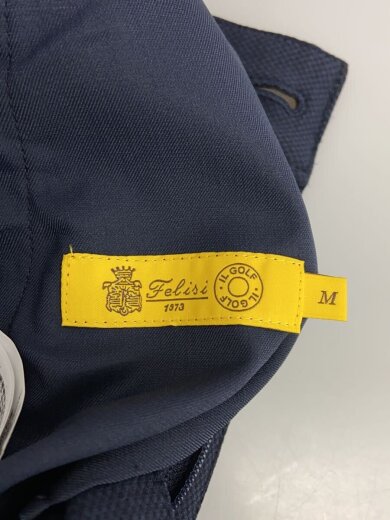 Felisi
1973
IL GOLF · IL GOLF ·
M